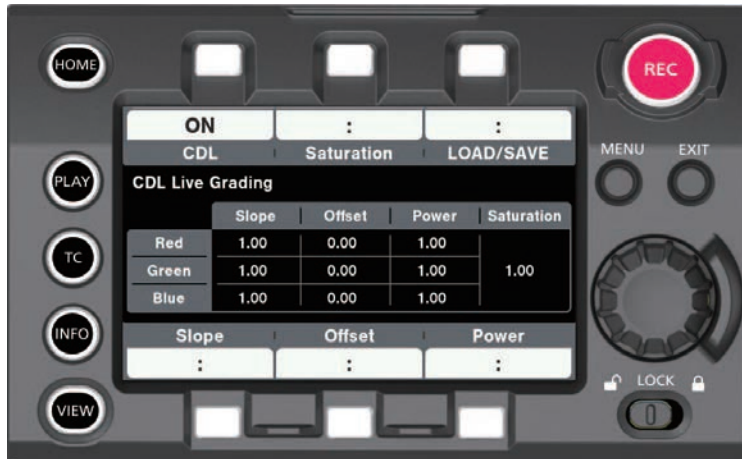 HOME
REC
ON : :
CDL Saturation LOAD/SAVE
MENU EXIT
PLAY
CDL Live Grading
Slope Offset Power Saturation
Red 1.00 0.00 1.00
TC
Green 1.00 0.00 1.00 1.00
Blue 1.00 0.00 1.00
INFO
Slope Offset Power
: : :
LOCK
VIEW